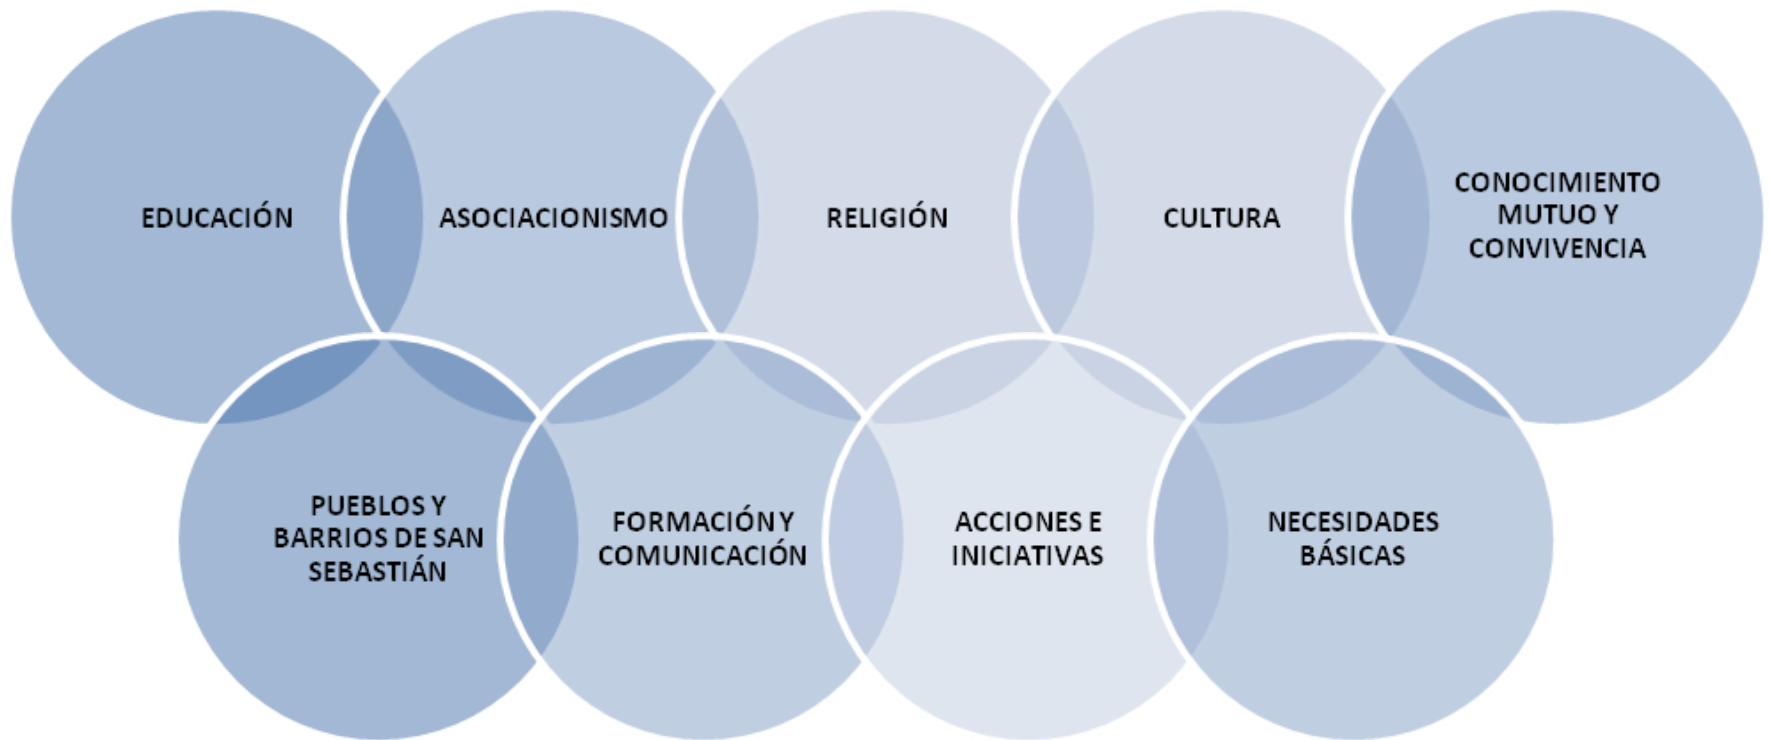 EDUCACIÓN
ASOCIACIONISMO
RELIGIÓN
CULTURA
CONOCIMIENTO
MUTUO Y
CONVIVENCIA
PUEBLOS Y
BARRIOS DE SAN
SEBASTIÁN
FORMACIÓN Y
COMUNICACIÓN
ACCIONES E
INICIATIVAS
NECESIDADES
BÁSICAS